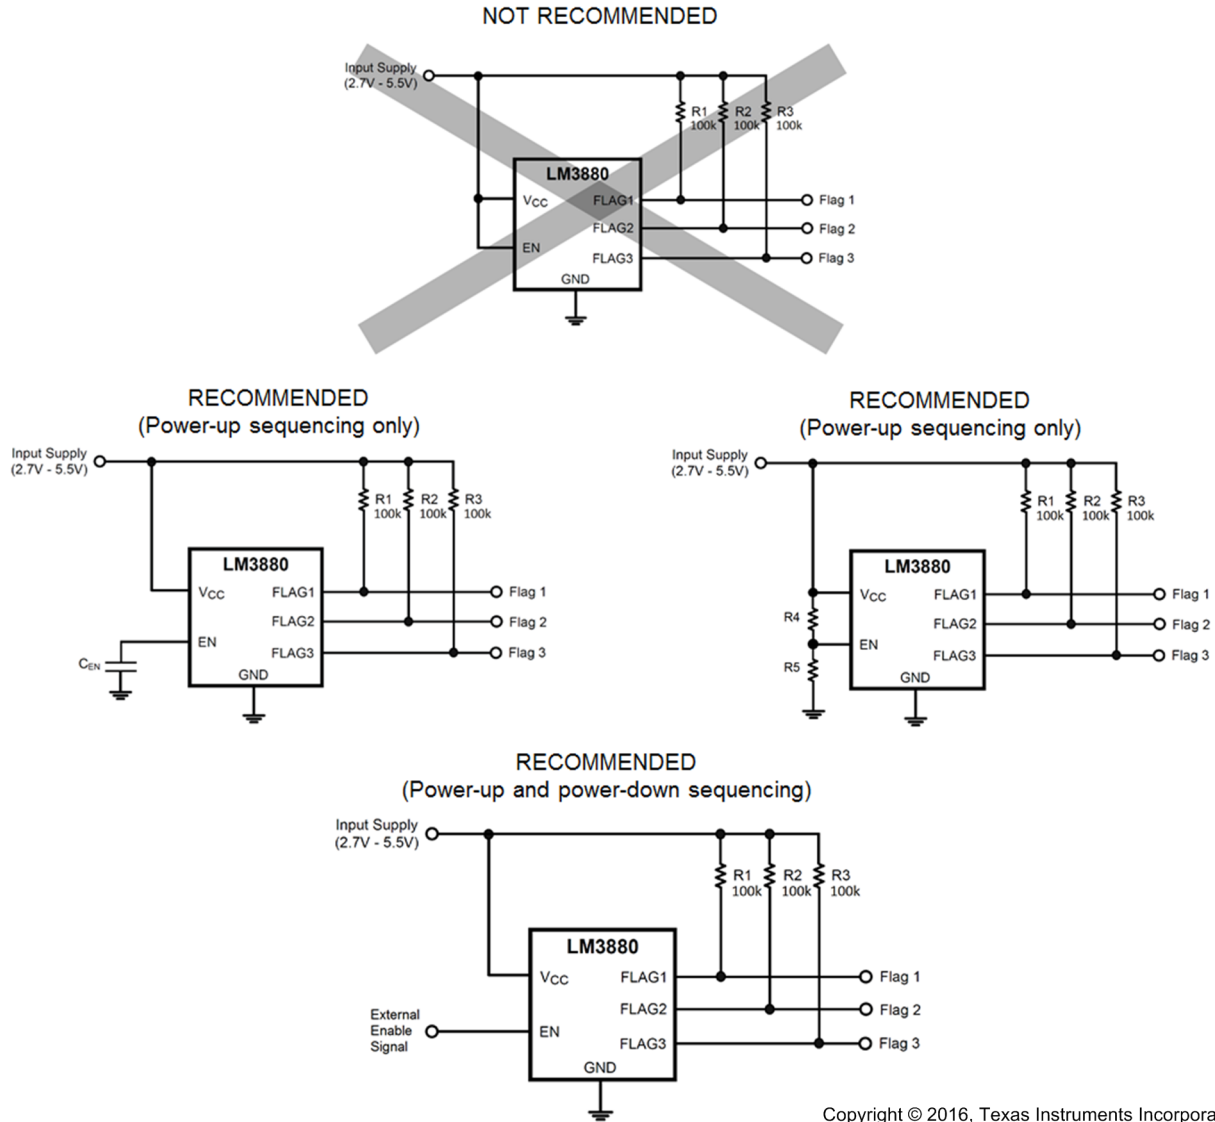 NOT RECOMMENDED
Input Supply
(2.7V - 5.5V)
R1
100k
R2
100k
R3
100k
LM3880
VCC
FLAG1
Flag 1
FLAG2
Flag 2
EN
FLAG3
Flag 3
GND
RECOMMENDED
(Power-up sequencing only)
Input Supply
(2.7V - 5.5V)
R1
100k
R2
100k
R3
100k
LM3880
VCC
FLAG1
Flag 1
FLAG2
Flag 2
EN
FLAG3
Flag 3
CEN
GND
RECOMMENDED
(Power-up sequencing only)
Input Supply
(2.7V - 5.5V)
R1
100k
R2
100k
R3
100k
LM3880
VCC
FLAG1
Flag 1
R4
FLAG2
Flag 2
EN
FLAG3
Flag 3
R5
GND
RECOMMENDED
(Power-up and power-down sequencing)
Input Supply
(2.7V - 5.5V)
R1
100k
R2
100k
R3
100k
LM3880
VCC
FLAG1
Flag 1
FLAG2
Flag 2
External
Enable
Signal
EN
FLAG3
Flag 3
GND
Copyright © 2016, Texas Instruments Incorpora